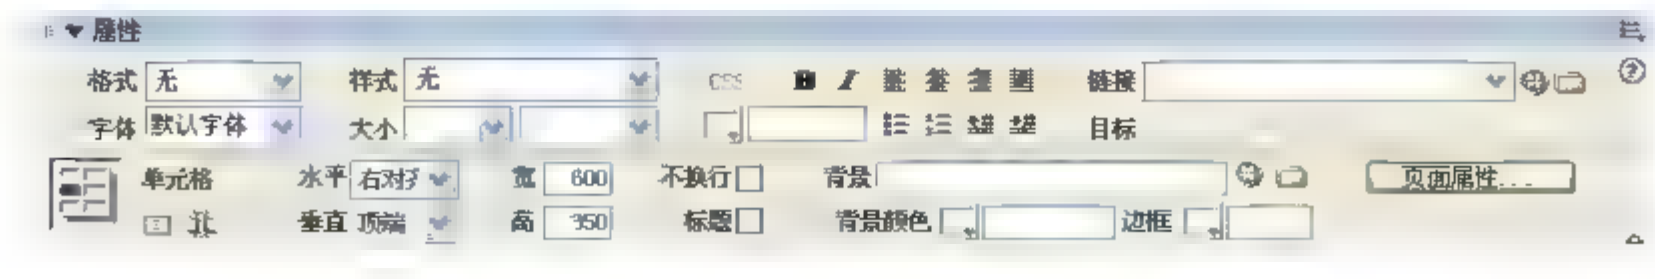 属性
格式 无 样式 无 CSS B I 链接
字体 默认字体 大小 目标
单元格 水平 右对齐 宽 600 不换行 背景 页面属性...
垂直 顶端 高 350 标题 背景颜色 边框